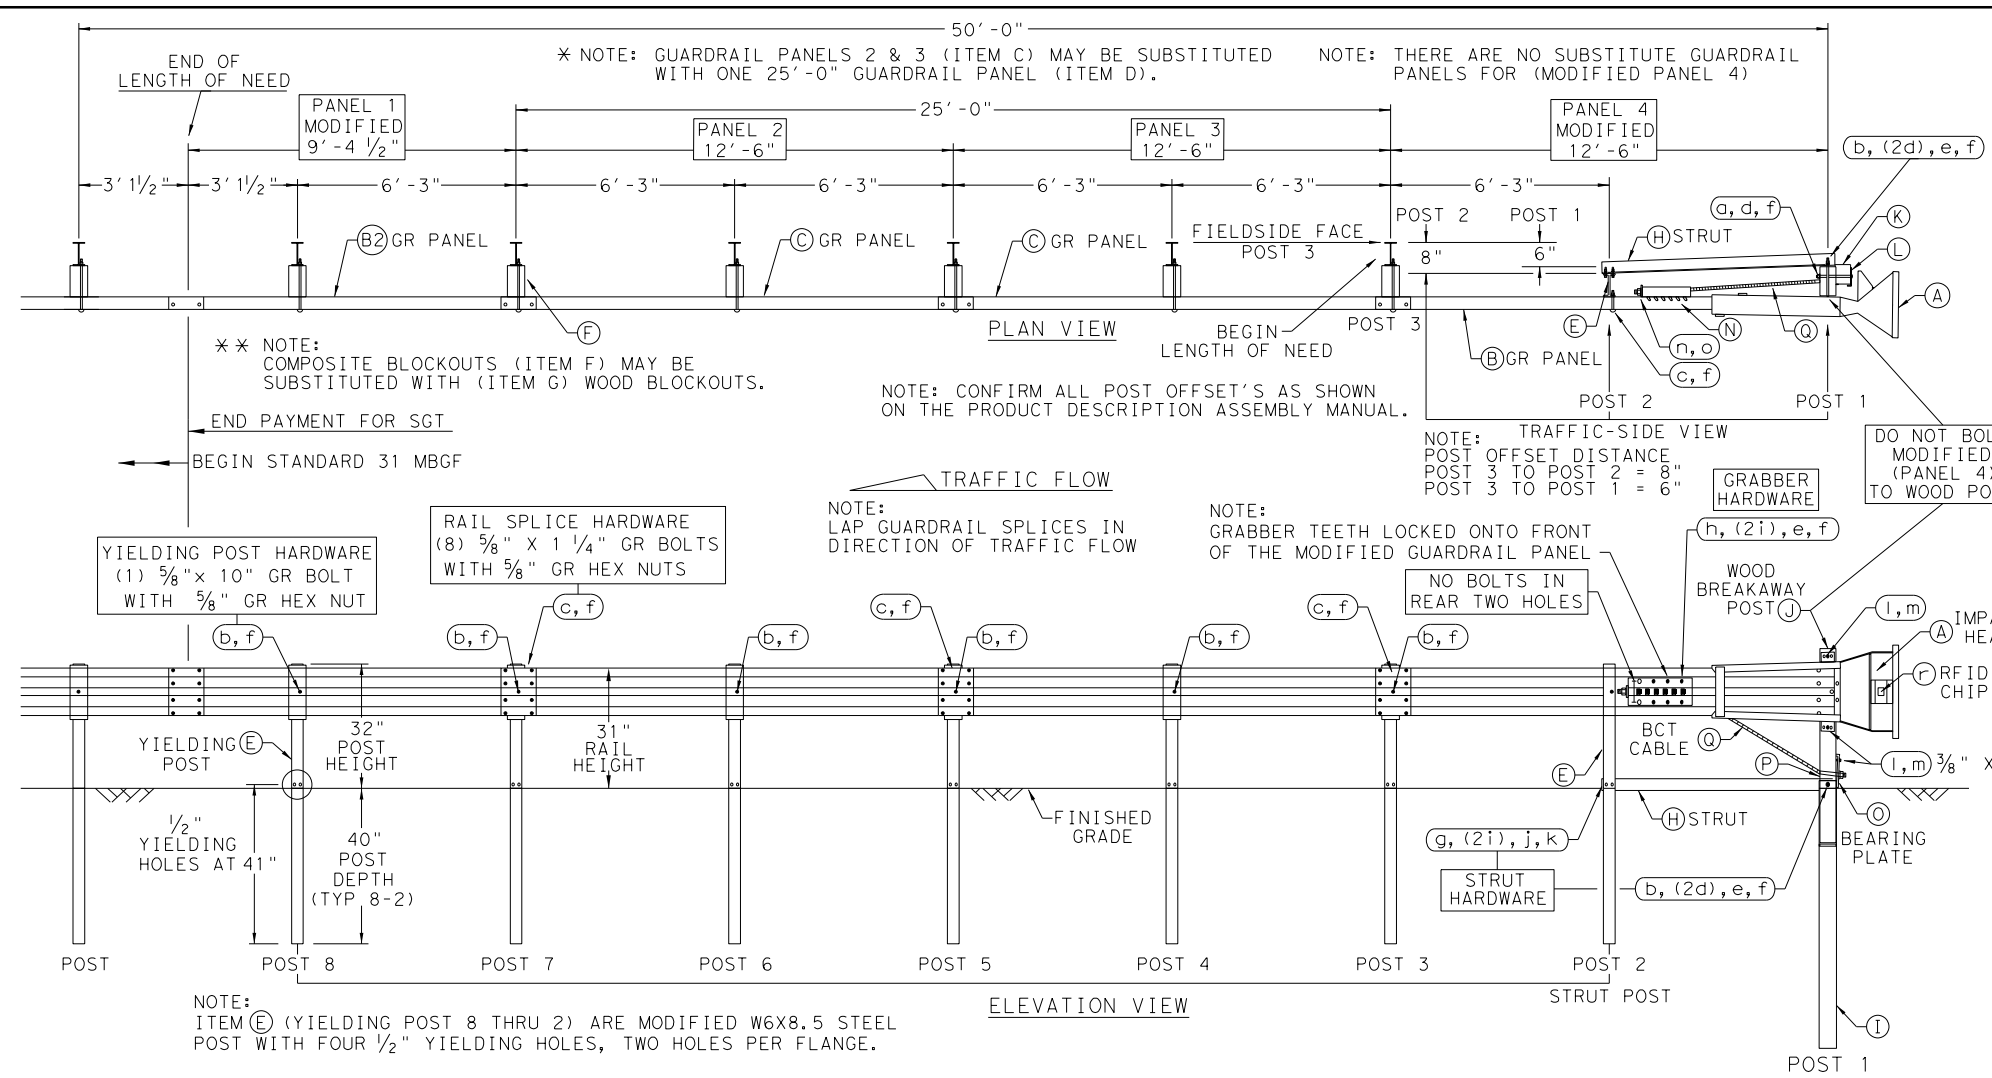 50'-0"
* NOTE: GUARDRAIL PANELS 2 & 3 (ITEM C) MAY BE SUBSTITUTED
WITH ONE 25'-0" GUARDRAIL PANEL (ITEM D).
NOTE: THERE ARE NO SUBSTITUTE GUARDRAIL
PANELS FOR (MODIFIED PANEL 4)
END OF
LENGTH OF NEED
PANEL 1
MODIFIED
9'-4 1/2"
25'-0"
PANEL 2
12'-6"
PANEL 3
12'-6"
PANEL 4
MODIFIED
12'-6"
b, (2d), e, f
3' 1 1/2"
3' 1 1/2"
6'-3"
6'-3"
6'-3"
6'-3"
6'-3"
6'-3"
POST 2
POST 1
a, d, f
K
B2 GR PANEL
C GR PANEL
C GR PANEL
FIELDSIDE FACE
POST 3
8"
6"
H STRUT
L
A
F
PLAN VIEW
BEGIN
LENGTH OF NEED
POST 3
E
N
Q
B GR PANEL
n, o
c, f
** NOTE:
COMPOSITE BLOCKOUTS (ITEM F) MAY BE
SUBSTITUTED WITH (ITEM G) WOOD BLOCKOUTS.
NOTE: CONFIRM ALL POST OFFSET'S AS SHOWN
ON THE PRODUCT DESCRIPTION ASSEMBLY MANUAL.
POST 2
POST 1
END PAYMENT FOR SGT
BEGIN STANDARD 31 MBGF
TRAFFIC-SIDE VIEW
NOTE:
POST OFFSET DISTANCE
POST 3 TO POST 2 = 8"
POST 3 TO POST 1 = 6"
DO NOT BOL
MODIFIED
(PANEL 4)
TO WOOD PO
TRAFFIC FLOW
NOTE:
LAP GUARDRAIL SPLICES IN
DIRECTION OF TRAFFIC FLOW
GRABBER
HARDWARE
NOTE:
GRABBER TEETH LOCKED ONTO FRONT
OF THE MODIFIED GUARDRAIL PANEL
h, (2i), e, f
YIELDING POST HARDWARE
(1) 5/8"x 10" GR BOLT
WITH 5/8" GR HEX NUT
RAIL SPLICE HARDWARE
(8) 5/8" X 1 1/4" GR BOLTS
WITH 5/8" GR HEX NUTS
NO BOLTS IN
REAR TWO HOLES
WOOD
BREAKAWAY
POST J
c, f
c, f
c, f
l, m
b, f
b, f
b, f
b, f
b, f
b, f
A IMPA
HEA
r RFID
CHIP
32"
POST
HEIGHT
31"
RAIL
HEIGHT
YIELDING E
POST
BCT
CABLE
Q
E
P
l, m 3/8" X
1/2"
YIELDING
HOLES AT 41"
40"
POST
DEPTH
(TYP 8-2)
FINISHED
GRADE
H STRUT
O
BEARING
PLATE
g, (2i), j, k
STRUT
HARDWARE
b, (2d), e, f
POST
POST 8
POST 7
POST 6
POST 5
POST 4
POST 3
POST 2
STRUT POST
ELEVATION VIEW
NOTE:
ITEM E (YIELDING POST 8 THRU 2) ARE MODIFIED W6X8.5 STEEL
POST WITH FOUR 1/2" YIELDING HOLES, TWO HOLES PER FLANGE.
I
POST 1